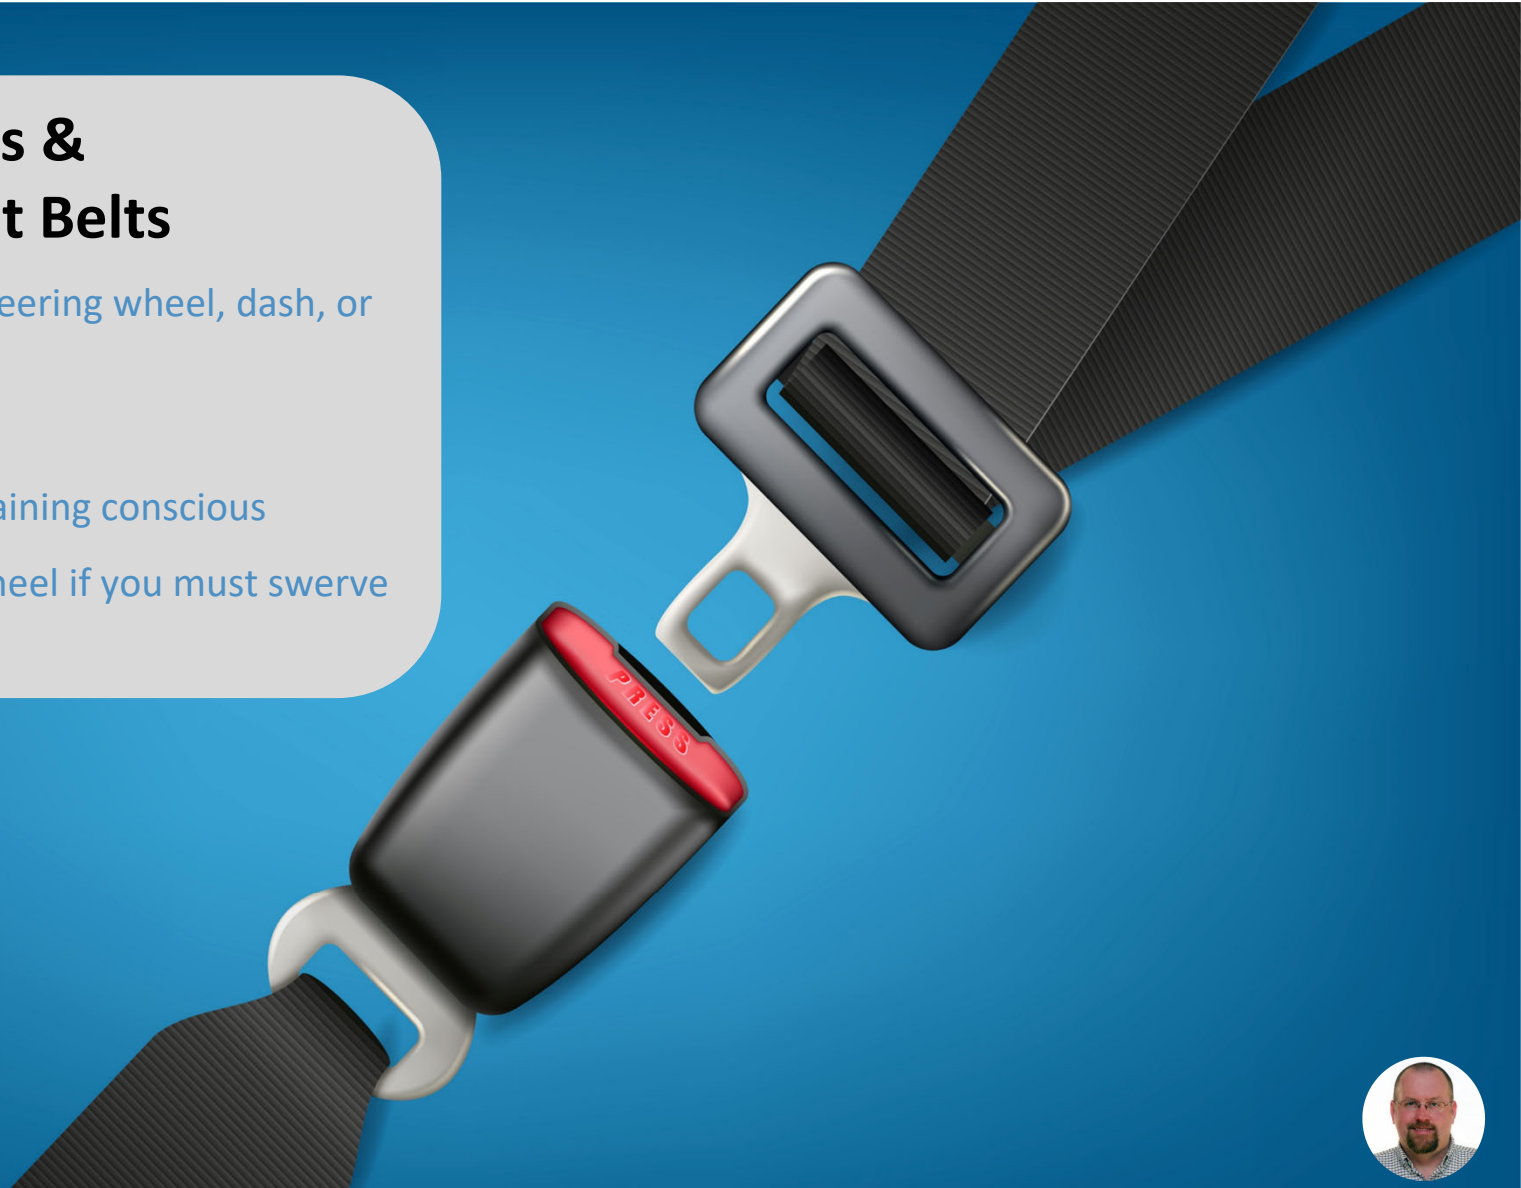 s &
t Belts
eering wheel, dash, or
aining conscious
heel if you must swerve
PRESS